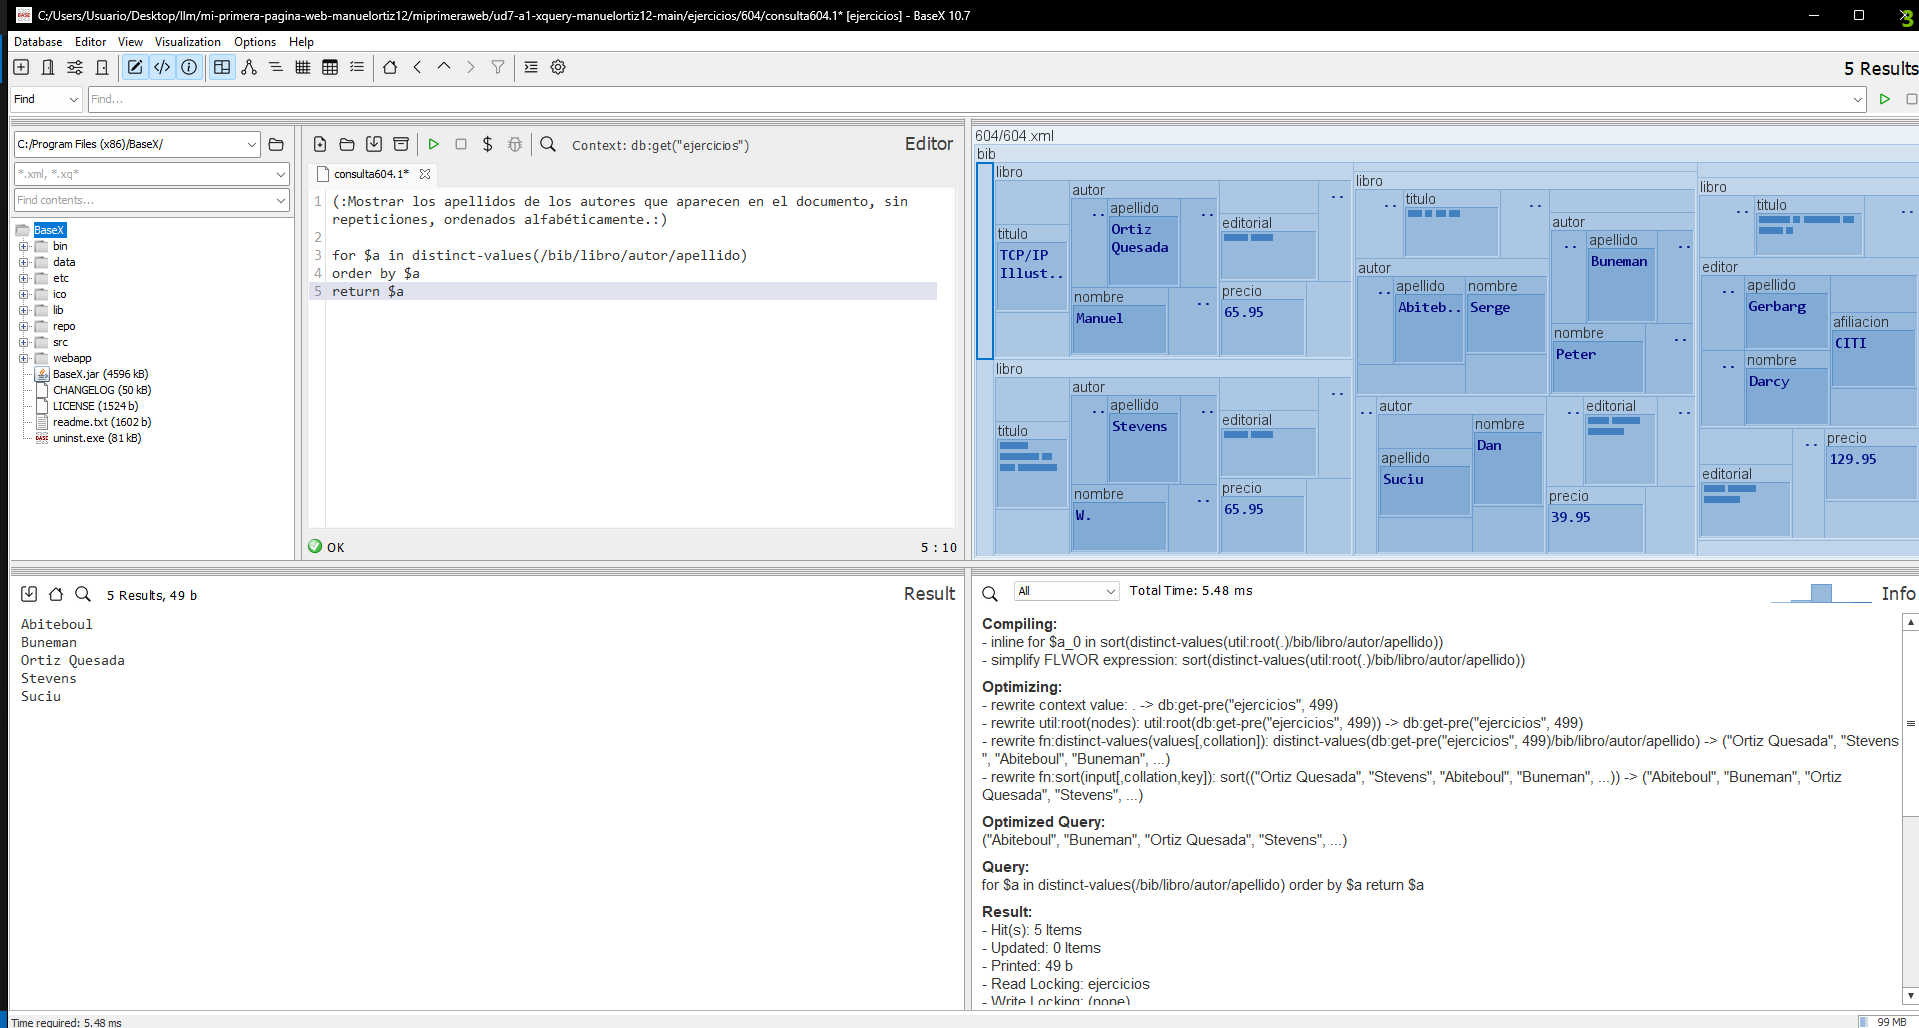 C:/Users/Usuario/Desktop/llm/mi-primera-pagina-web-manuelortiz12/miprimeraweb/ud7-a1-xquery-manuelortiz12-main/ejercicios/604/consulta604.1* [ejercicios] - BaseX 10.7
3
Database Editor View Visualization Options Help
5 Results
Find Find...
C:/Program Files (x86)/BaseX/
*.xml, *.xq*
Find contents...
BaseX
bin
data
etc
ico
lib
repo
src
webapp
BaseX.jar (4596 kB)
CHANGELOG (50 kB)
LICENSE (1524 b)
readme.txt (1602 b)
uninst.exe (81 kB)
Context: db:get("ejercicios")
Editor
consulta604.1*
1 (:Mostrar los apellidos de los autores que aparecen en el documento, sin
repeticiones, ordenados alfabéticamente.:)
2
3 for $a in distinct-values(/bib/libro/autor/apellido)
4 order by $a
5 return $a
OK
5 : 10
604/604.xml
bib
libro
titulo
TCP/IP
Illust..
autor
apellido
Ortiz
Quesada
nombre
Manuel
editorial
precio
65.95
libro
titulo
autor
apellido
Stevens
nombre
W.
editorial
precio
65.95
libro
titulo
autor
apellido
Abiteb..
nombre
Serge
autor
apellido
Buneman
nombre
Peter
autor
apellido
Suciu
nombre
Dan
editorial
precio
39.95
libro
titulo
editor
apellido
Gerbarg
nombre
Darcy
afiliacion
CITI
editorial
precio
129.95
5 Results, 49 b
Result
Abiteboul
Buneman
Ortiz Quesada
Stevens
Suciu
All
Total Time: 5.48 ms
Info
Compiling:
- inline for $a_0 in sort(distinct-values(util:root(.)/bib/libro/autor/apellido))
- simplify FLWOR expression: sort(distinct-values(util:root(.)/bib/libro/autor/apellido))
Optimizing:
- rewrite context value: . -> db:get-pre("ejercicios", 499)
- rewrite util:root(nodes): util:root(db:get-pre("ejercicios", 499)) -> db:get-pre("ejercicios", 499)
- rewrite fn:distinct-values(values[,collation]): distinct-values(db:get-pre("ejercicios", 499)/bib/libro/autor/apellido) -> ("Ortiz Quesada", "Stevens
", "Abiteboul", "Buneman", ...)
- rewrite fn:sort(input[,collation,key]): sort(("Ortiz Quesada", "Stevens", "Abiteboul", "Buneman", ...)) -> ("Abiteboul", "Buneman", "Ortiz
Quesada", "Stevens", ...)
Optimized Query:
("Abiteboul", "Buneman", "Ortiz Quesada", "Stevens", ...)
Query:
for $a in distinct-values(/bib/libro/autor/apellido) order by $a return $a
Result:
- Hit(s): 5 Items
- Updated: 0 Items
- Printed: 49 b
- Read Locking: ejercicios
- Write Locking: (none)
Time required: 5.48 ms
99 MB